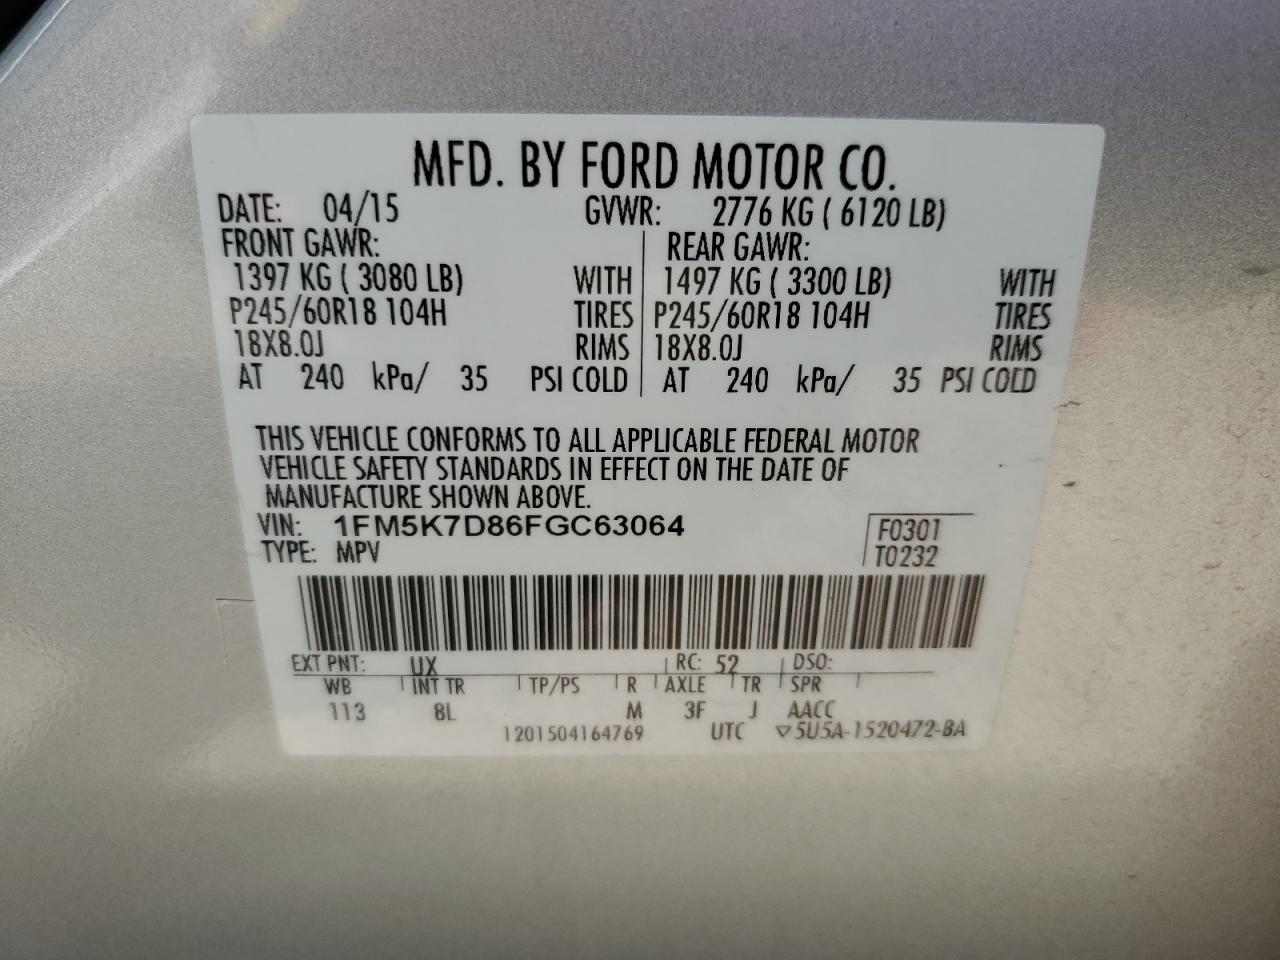 MFD. BY FORD MOTOR CO.
DATE: 04/15 GVWR: 2776 KG ( 6120 LB)
FRONT GAWR: REAR GAWR:
1397 KG ( 3080 LB) WITH 1497 KG ( 3300 LB) WITH
P245/60R18 104H TIRES P245/60R18 104H TIRES
18X8.0J RIMS 18X8.0J RIMS
AT 240 kPa/ 35 PSI COLD AT 240 kPa/ 35 PSI COLD
THIS VEHICLE CONFORMS TO ALL APPLICABLE FEDERAL MOTOR
VEHICLE SAFETY STANDARDS IN EFFECT ON THE DATE OF
MANUFACTURE SHOWN ABOVE.
VIN: 1FM5K7D86FGC63064 F0301
TYPE: MPV T0232
EXT PNT: UX RC: 52 DSO:
WB INT TR TP/PS R AXLE TR SPR
113 8L M 3F J AACC
1201504164769 UTC ▽5U5A-1520472-BA